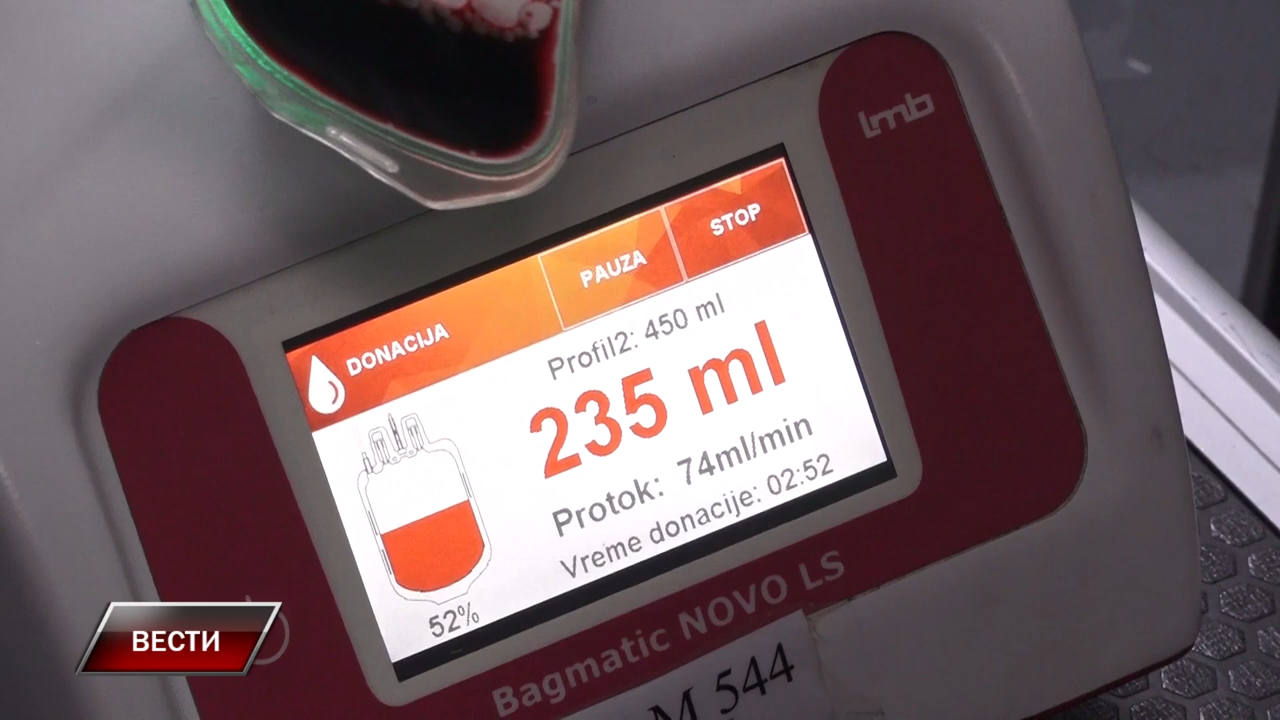 lmb
STOP
PAUZA
DONACIJA
Profil2: 450 ml
235 ml
Protok: 74ml/min
Vreme donacije: 02:52
52%
Bagmatic NOVO LS
M 544
ВЕСТИ